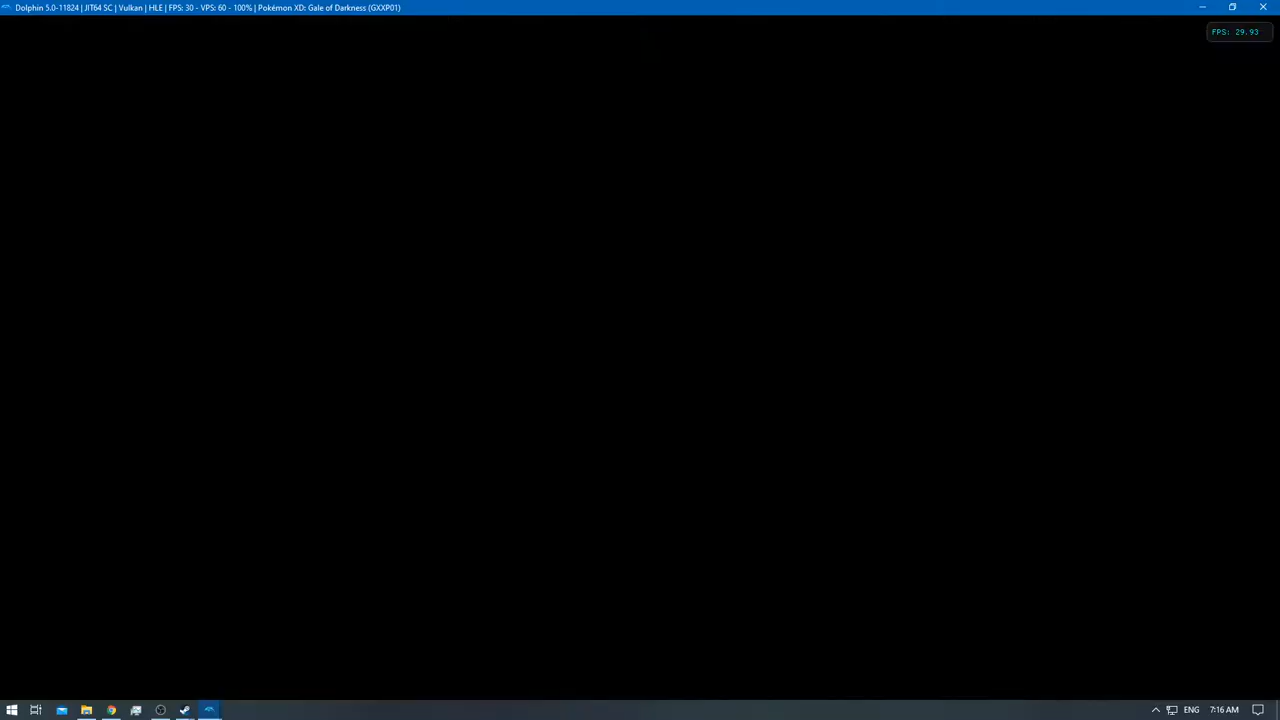 Dolphin 5.0-11824 | JIT64 SC | Vulkan | HLE | FPS: 30 - VPS: 60 - 100% | Pokémon XD: Gale of Darkness (GXXP01)
FPS: 29.93
ENG
7:16 AM